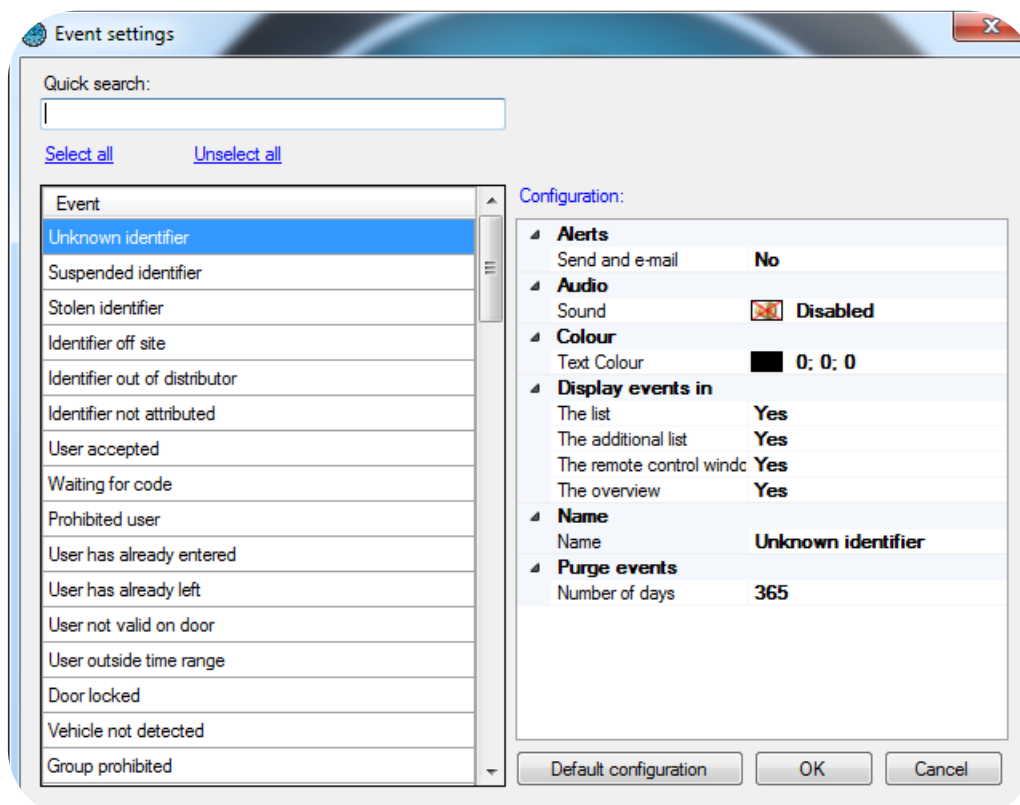 Event settings
Quick search:
Select all Unselect all
Event
Unknown identifier
Suspended identifier
Stolen identifier
Identifier off site
Identifier out of distributor
Identifier not attributed
User accepted
Waiting for code
Prohibited user
User has already entered
User has already left
User not valid on door
User outside time range
Door locked
Vehicle not detected
Group prohibited
Configuration:
Alerts
Send and e-mail No
Audio
Sound Disabled
Colour
Text Colour 0; 0; 0
Display events in
The list Yes
The additional list Yes
The remote control windo Yes
The overview Yes
Name
Name Unknown identifier
Purge events
Number of days 365
Default configuration OK Cancel